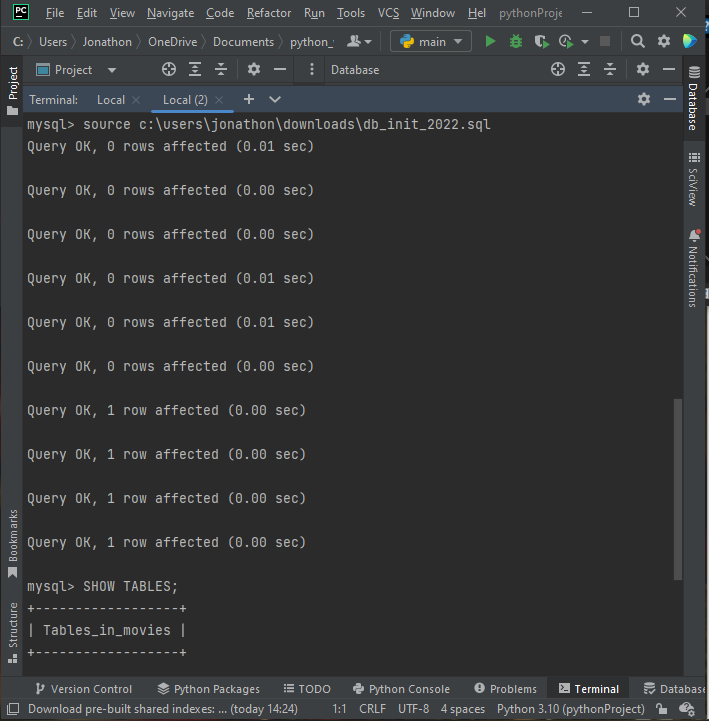 PC File Edit View Navigate Code Refactor Run Tools VCS Window Hel pythonProje
C: Users Jonathon OneDrive Documents main
Project Database
Terminal: Local Local (2)
mysql> source c:\users\jonathon\downloads\db_init_2022.sql
Query OK, 0 rows affected (0.01 sec)
Query OK, 0 rows affected (0.00 sec)
Query OK, 0 rows affected (0.00 sec)
Query OK, 0 rows affected (0.01 sec)
Query OK, 0 rows affected (0.01 sec)
Query OK, 0 rows affected (0.00 sec)
Query OK, 1 row affected (0.00 sec)
Query OK, 1 row affected (0.00 sec)
Query OK, 1 row affected (0.00 sec)
Query OK, 1 row affected (0.00 sec)
mysql> SHOW TABLES;
+------------------+
| Tables_in_movies |
+------------------+
Project
Bookmarks
Structure
Database
SciView
Notifications
Version Control Python Packages TODO Python Console Problems Terminal Database
Download pre-built shared indexes: ... (today 14:24) 1:1 CRLF UTF-8 4 spaces Python 3.10 (pythonProject)